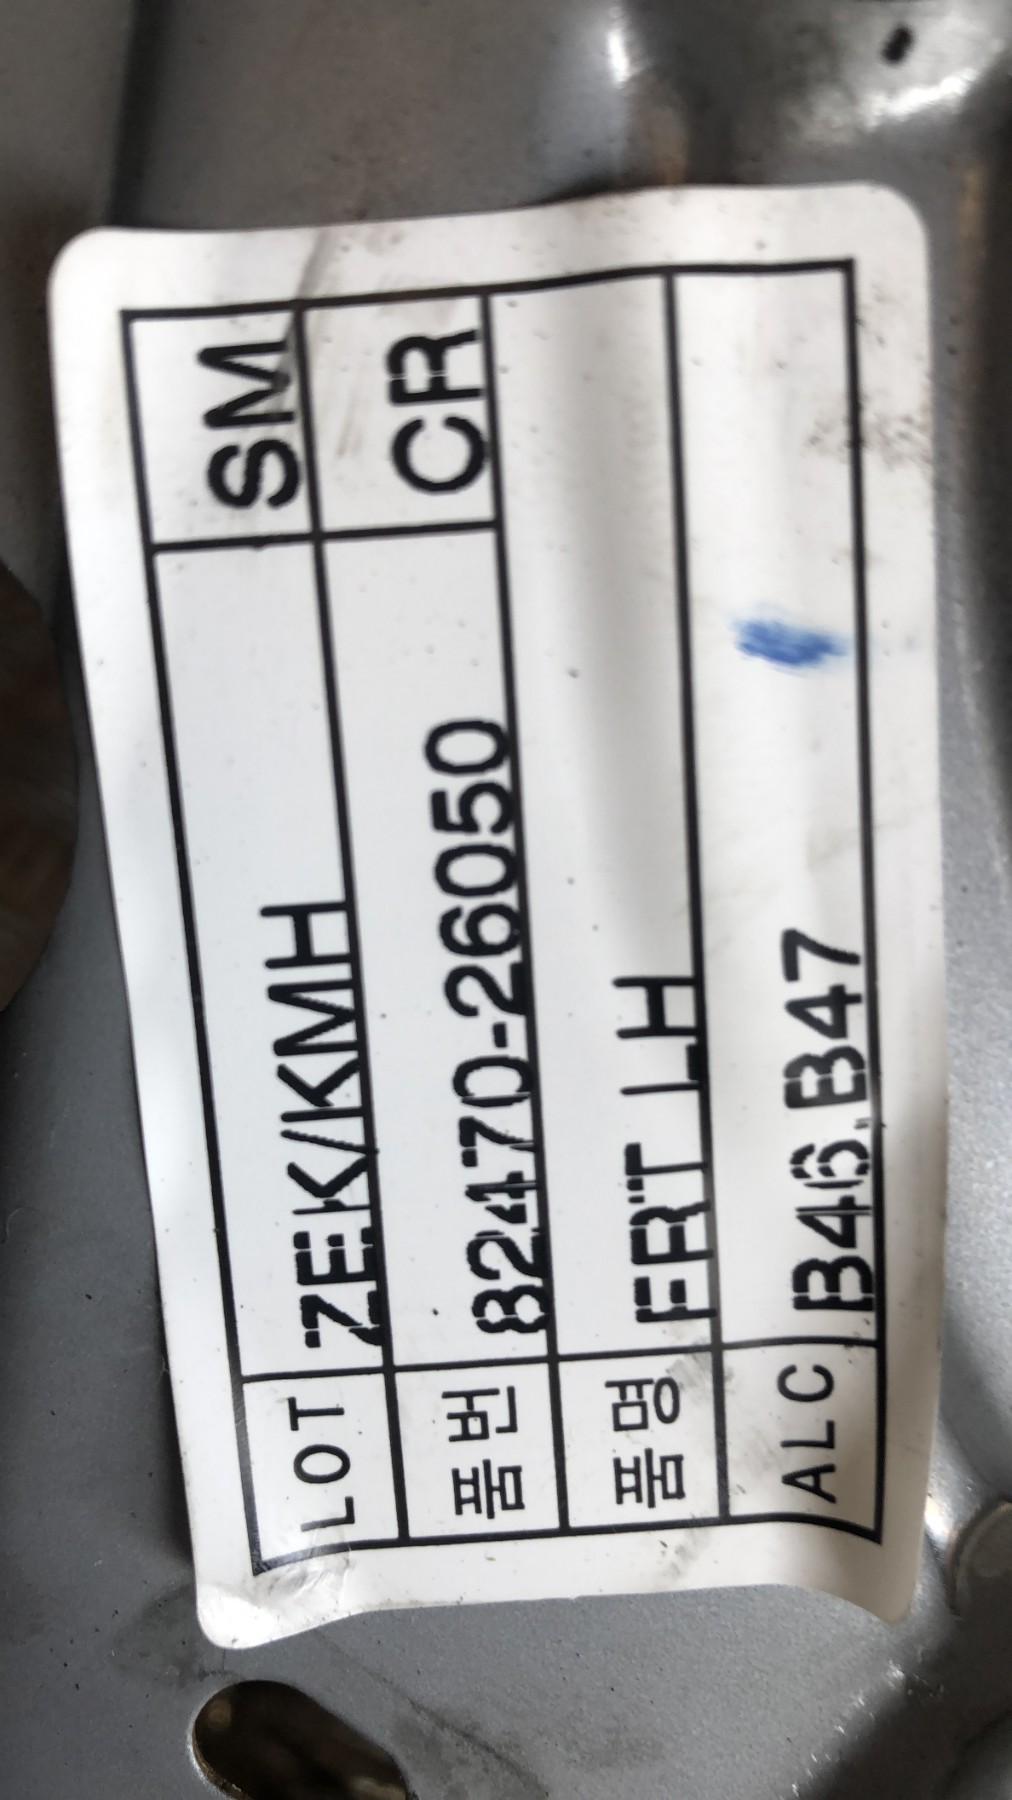 LOT ZEK/KMH SM
품번 82470-26050 CR
품명 FRT LH
ALC B46,B47